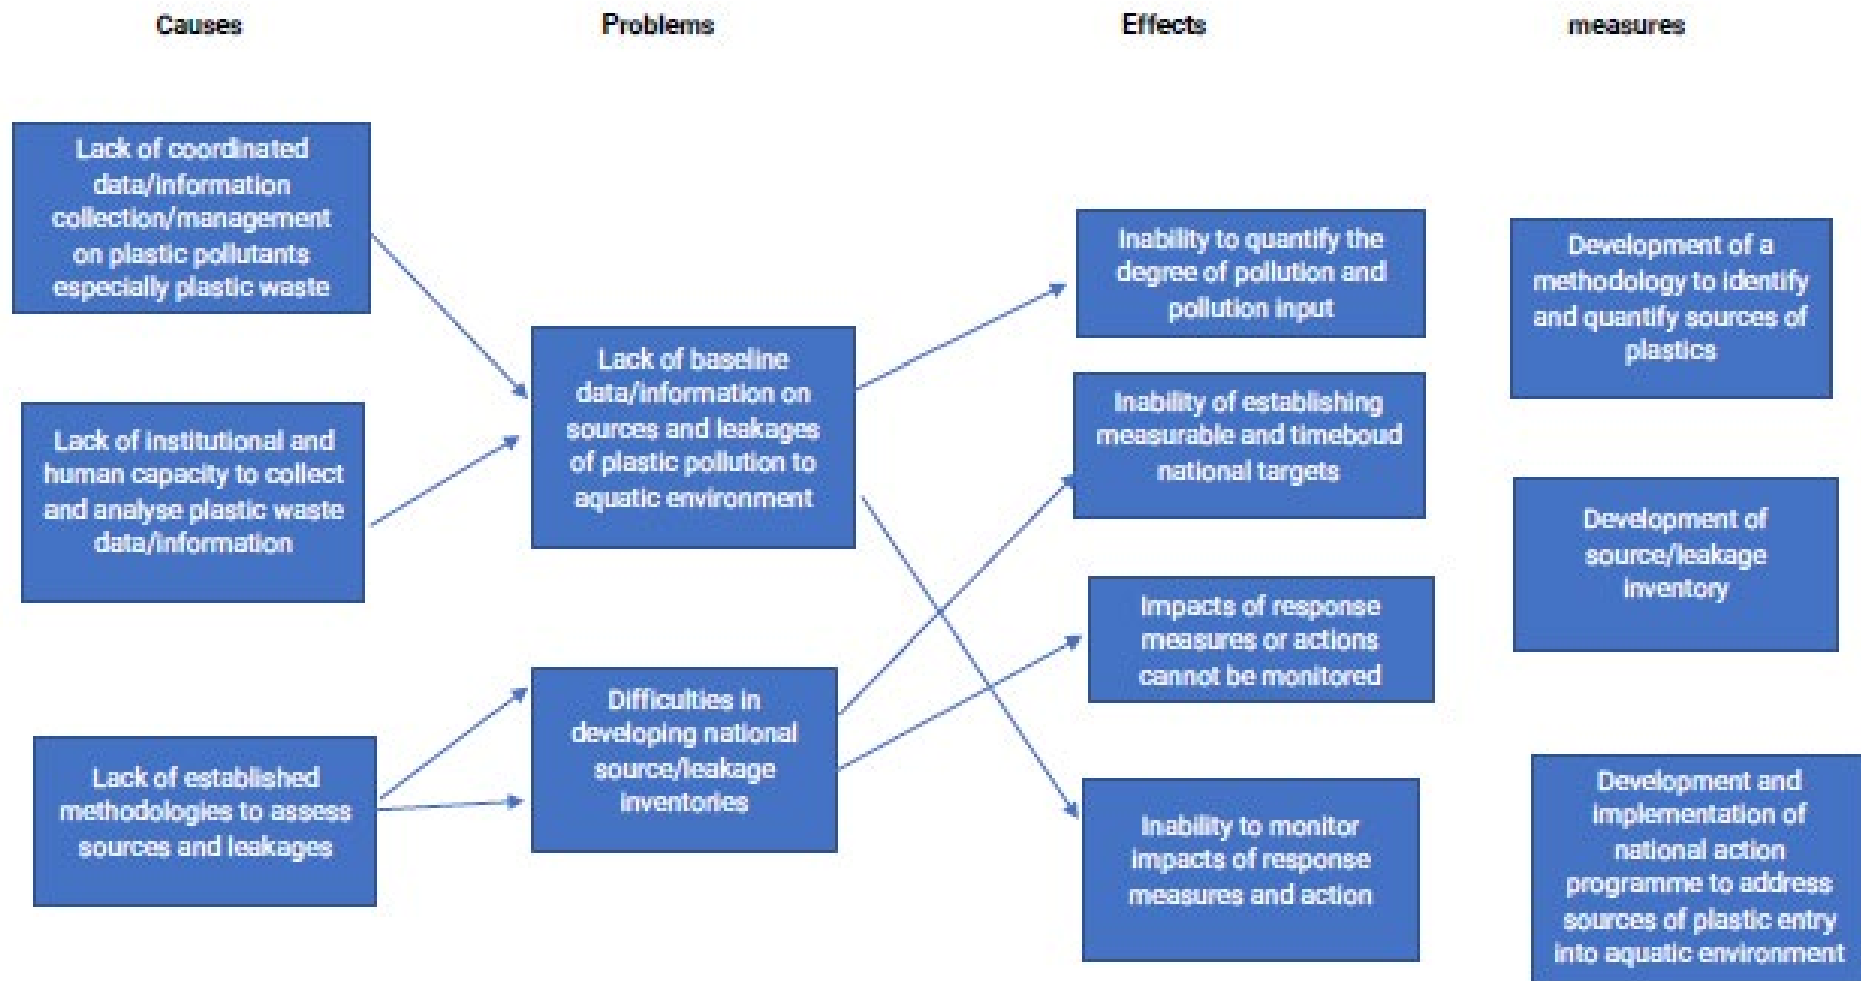 Causes
Problems
Effects
measures
Lack of coordinated
data/information
collection/management
on plastic pollutants
especially plastic waste
Lack of institutional and
human capacity to collect
and analyse plastic waste
data/information
Lack of established
methodologies to assess
sources and leakages
Lack of baseline
data/information on
sources and leakages
of plastic pollution to
aquatic environment
Difficulties in
developing national
source/leakage
inventories
Inability to quantify the
degree of pollution and
pollution input
Inability of establishing
measurable and timeboud
national targets
Impacts of response
measures or actions
cannot be monitored
Inability to monitor
impacts of response
measures and action
Development of a
methodology to identify
and quantify sources of
plastics
Development of
source/leakage
inventory
Development and
implementation of
national action
programme to address
sources of plastic entry
into aquatic environment